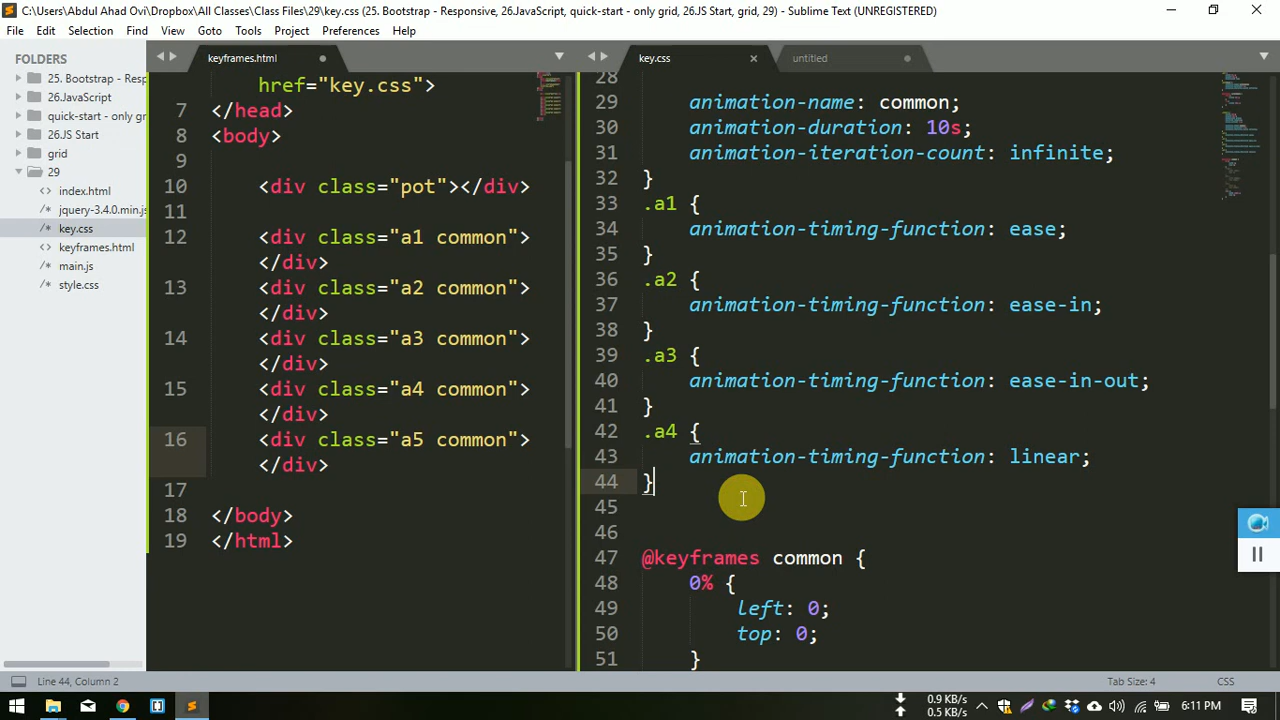 C:\Users\Abdul Ahad Ovi\Dropbox\All Classes\Class Files\29\key.css (25. Bootstrap - Responsive, quick-start - only grid, 26.JS Start, grid, 29) - Sublime Text (UNREGISTERED)
File Edit Selection Find View Goto Tools Project Preferences Help
FOLDERS
25. Bootstrap - Resp
26.JavaScript
quick-start - only gr
26.JS Start
grid
29
index.html
jquery-3.4.0.min.js
key.css
keyframes.html
main.js
style.css
keyframes.html
href="key.css">
7 </head>
8 <body>
9
10 <div class="pot"></div>
11
12 <div class="a1 common">
</div>
13 <div class="a2 common">
</div>
14 <div class="a3 common">
</div>
15 <div class="a4 common">
</div>
16 <div class="a5 common">
</div>
17
18 </body>
19 </html>
key.css untitled
28
29 animation-name: common;
30 animation-duration: 10s;
31 animation-iteration-count: infinite;
32 }
33 .a1 {
34 animation-timing-function: ease;
35 }
36 .a2 {
37 animation-timing-function: ease-in;
38 }
39 .a3 {
40 animation-timing-function: ease-in-out;
41 }
42 .a4 {
43 animation-timing-function: linear;
44 }
45
46
47 @keyframes common {
48 0% {
49 left: 0;
50 top: 0;
51 }
Line 44, Column 2 Tab Size: 4 CSS
0.9 KB/s
0.5 KB/s
6:11 PM